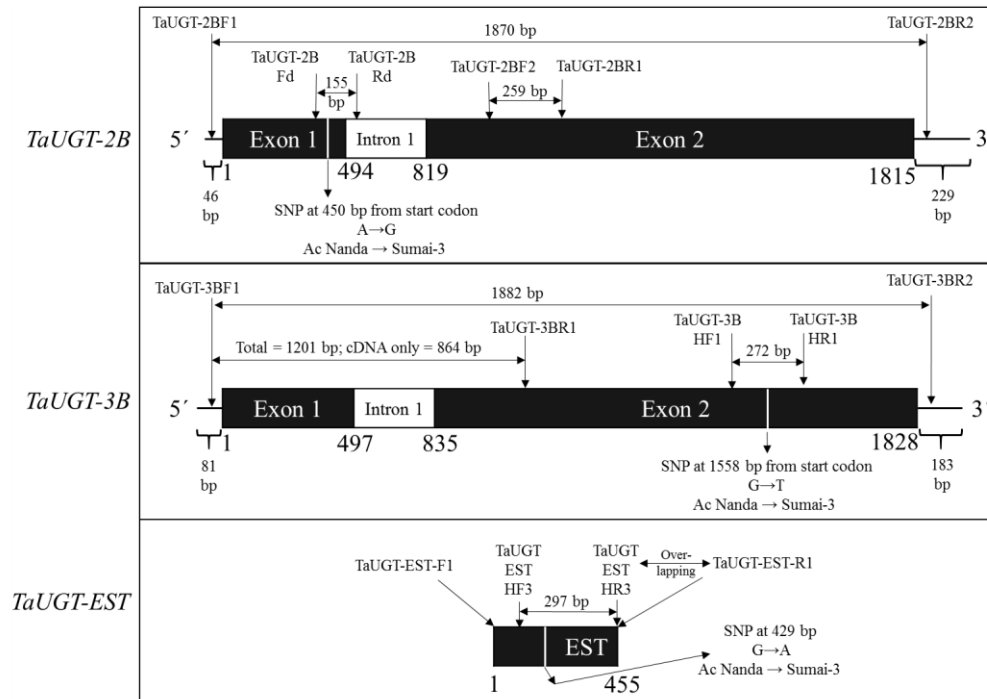 TaUGT-2BF1
TaUGT-2BR2
1870 bp
TaUGT-2B
Fd
TaUGT-2B
Rd
155
bp
TaUGT-2BF2
TaUGT-2BR1
259 bp
TaUGT-2B
5´
Exon 1
Intron 1
Exon 2
3´
1
494
819
1815
46
bp
229
bp
SNP at 450 bp from start codon
A→G
Ac Nanda → Sumai-3
TaUGT-3BF1
TaUGT-3BR2
1882 bp
TaUGT-3BR1
TaUGT-3B
HF1
TaUGT-3B
HR1
Total = 1201 bp; cDNA only = 864 bp
272 bp
TaUGT-3B
5´
Exon 1
Intron 1
Exon 2
3´
1
497
835
1828
81
bp
183
bp
SNP at 1558 bp from start codon
G→T
Ac Nanda → Sumai-3
TaUGT-EST-F1
TaUGT
EST
HF3
TaUGT
EST
HR3
Over-
lapping
TaUGT-EST-R1
297 bp
TaUGT-EST
EST
1
455
SNP at 429 bp
G→A
Ac Nanda → Sumai-3